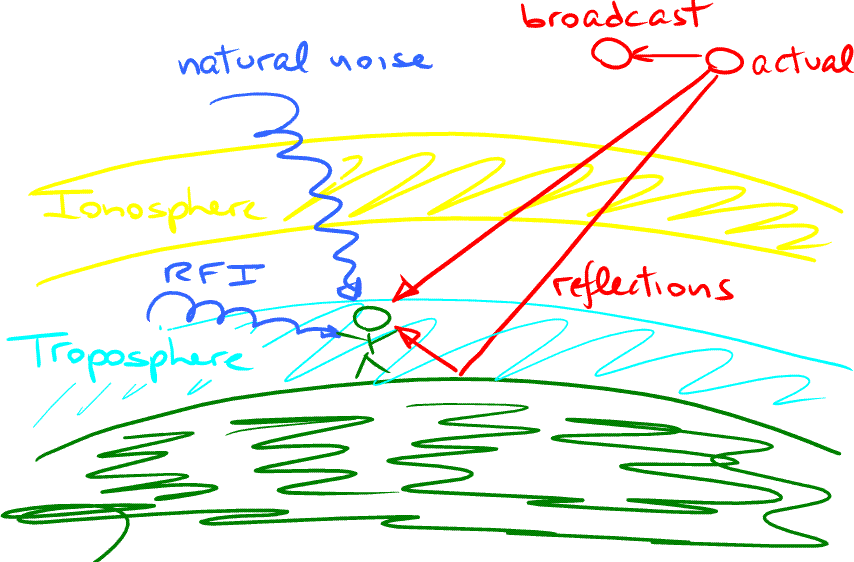 broadcast
natural noise
actual
Ionosphere
RFI
reflections
Troposphere